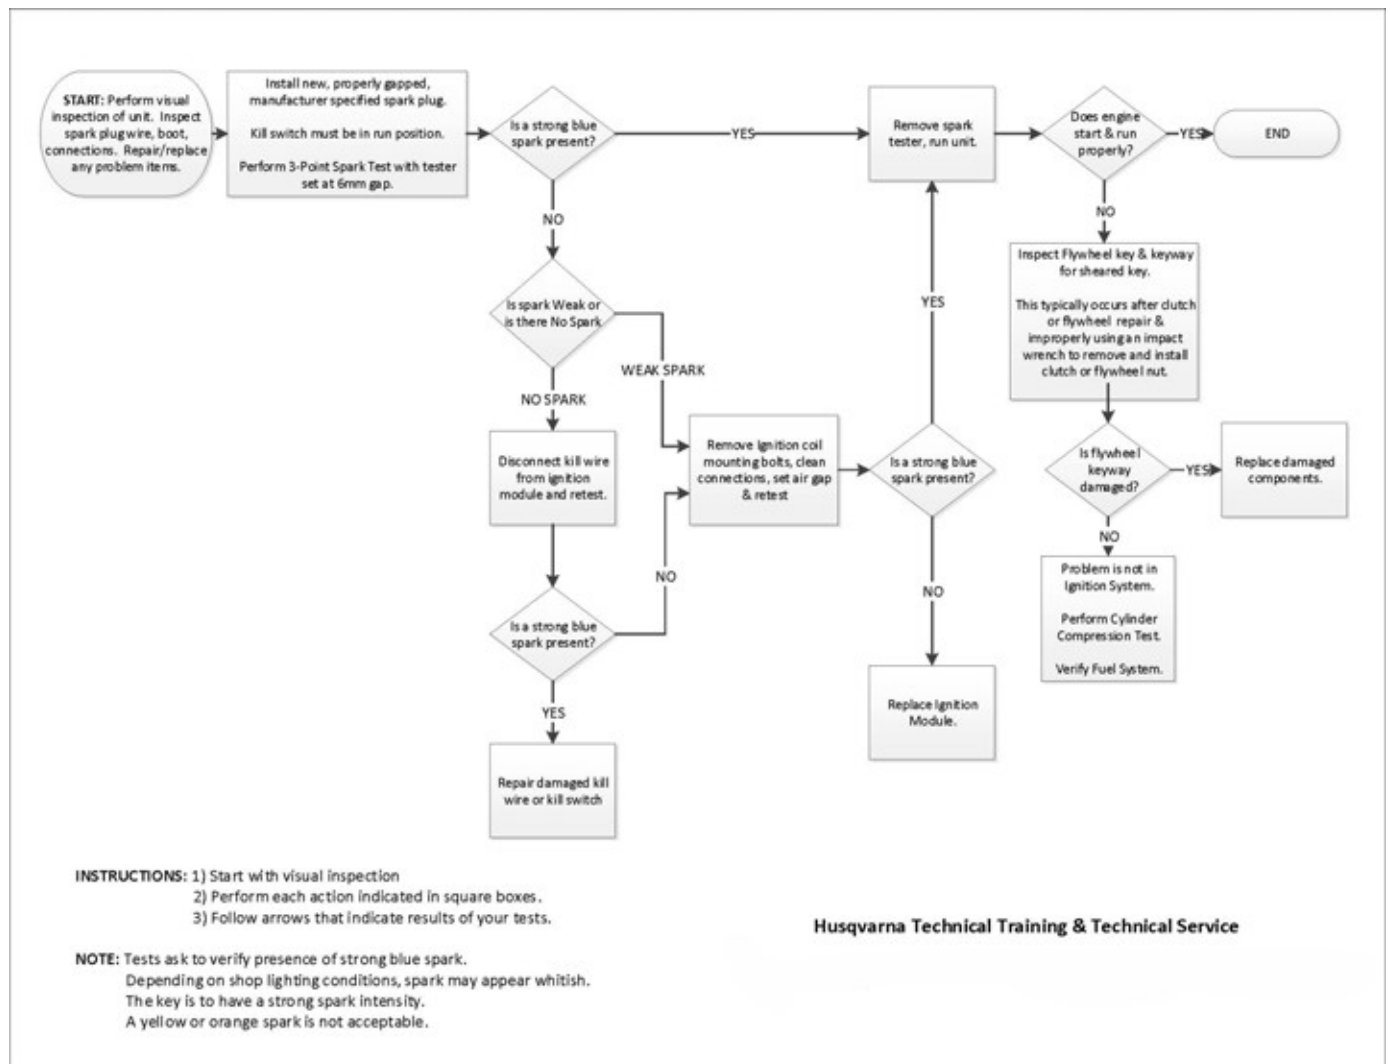 START: Perform visual
inspection of unit. Inspect
spark plug wire, boot,
connections. Repair/replace
any problem items.
Install new, properly gapped,
manufacturer specified spark plug.
Kill switch must be in run position.
Perform 3-Point Spark Test with tester
set at 6mm gap.
Is a strong blue
spark present?
YES
Remove spark
tester, run unit.
Does engine
start & run
properly?
YES
END
NO
NO
Inspect Flywheel key & keyway
for sheared key.
This typically occurs after clutch
or flywheel repair &
improperly using an impact
wrench to remove and install
clutch or flywheel nut.
Is spark Weak or
is there No Spark
YES
WEAK SPARK
NO SPARK
Disconnect kill wire
from ignition
module and retest.
Remove Ignition coil
mounting bolts, clean
connections, set air gap
& retest
Is a strong blue
spark present?
Is flywheel
keyway
damaged?
YES
Replace damaged
components.
NO
NO
NO
Problem is not in
Ignition System.
Perform Cylinder
Compression Test.
Verify Fuel System.
Is a strong blue
spark present?
YES
Replace Ignition
Module.
Repair damaged kill
wire or kill switch
INSTRUCTIONS: 1) Start with visual inspection
2) Perform each action indicated in square boxes.
3) Follow arrows that indicate results of your tests.
Husqvarna Technical Training & Technical Service
NOTE: Tests ask to verify presence of strong blue spark.
Depending on shop lighting conditions, spark may appear whitish.
The key is to have a strong spark intensity.
A yellow or orange spark is not acceptable.